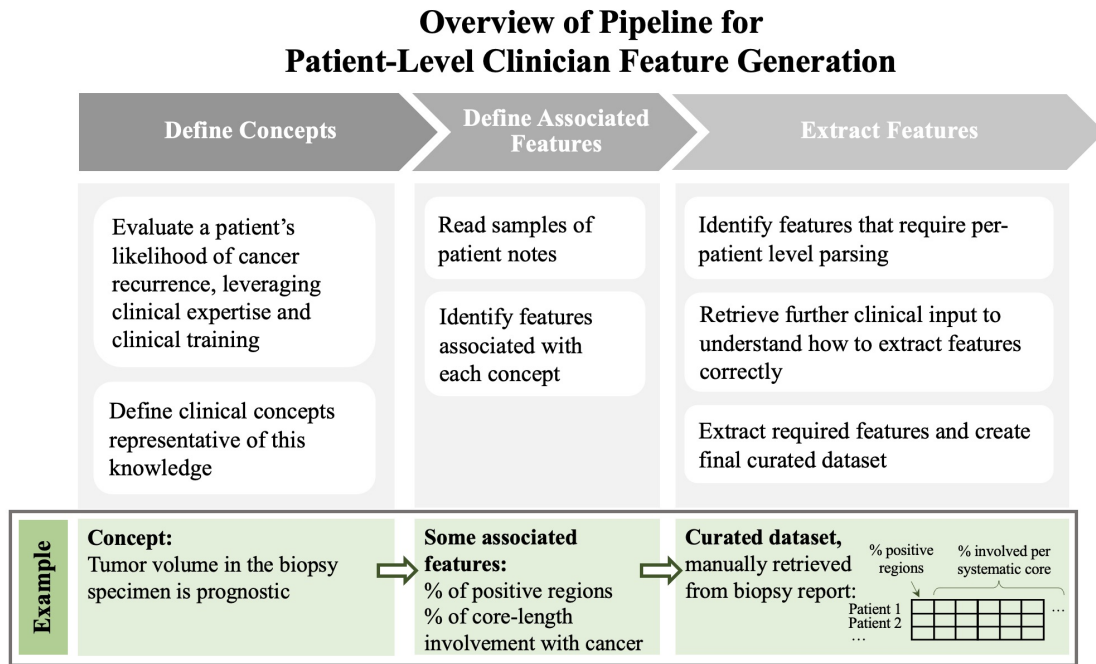 Overview of Pipeline for
Patient-Level Clinician Feature Generation
Define Concepts
Define Associated
Features
Extract Features
Evaluate a patient's
likelihood of cancer
recurrence, leveraging
clinical expertise and
clinical training
Define clinical concepts
representative of this
knowledge
Read samples of
patient notes
Identify features
associated with
each concept
Identify features that require per-
patient level parsing
Retrieve further clinical input to
understand how to extract features
correctly
Extract required features and create
final curated dataset
Example
Concept:
Tumor volume in the biopsy
specimen is prognostic
Some associated
features:
% of positive regions
% of core-length
involvement with cancer
Curated dataset,
manually retrieved
from biopsy report:
% positive
regions
% involved per
systematic core
Patient 1
Patient 2
...
...